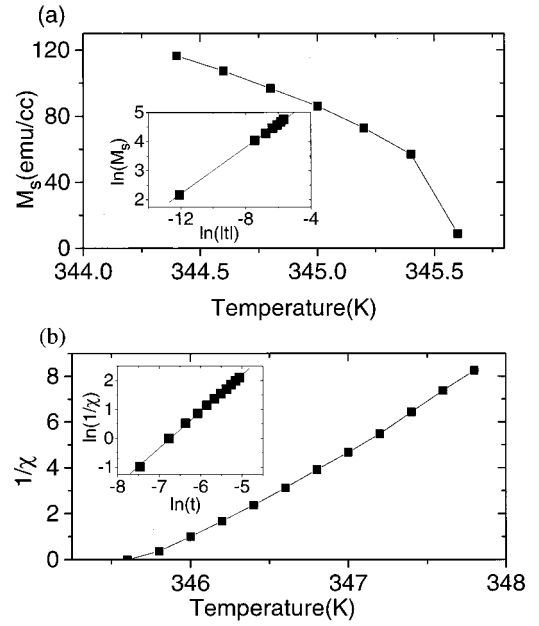 (a)
120
80
40
0
M_s(emu/cc)
5
4
3
2
ln(M_s)
-12 -8 -4
ln(|t|)
344.0 344.5 345.0 345.5
Temperature(K)
(b)
8
6
4
2
0
1/χ
2
1
0
-1
ln(1/χ)
-8 -7 -6 -5
ln(t)
346 347 348
Temperature(K)